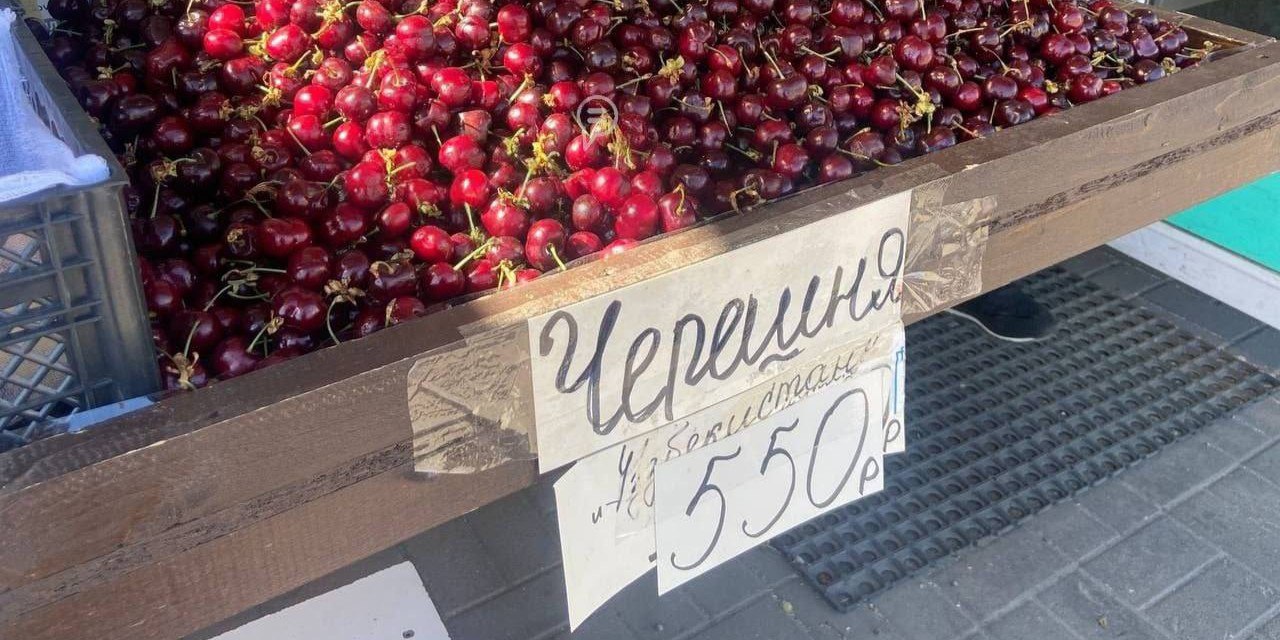 Черешня
"Узбекистан"
550р
р